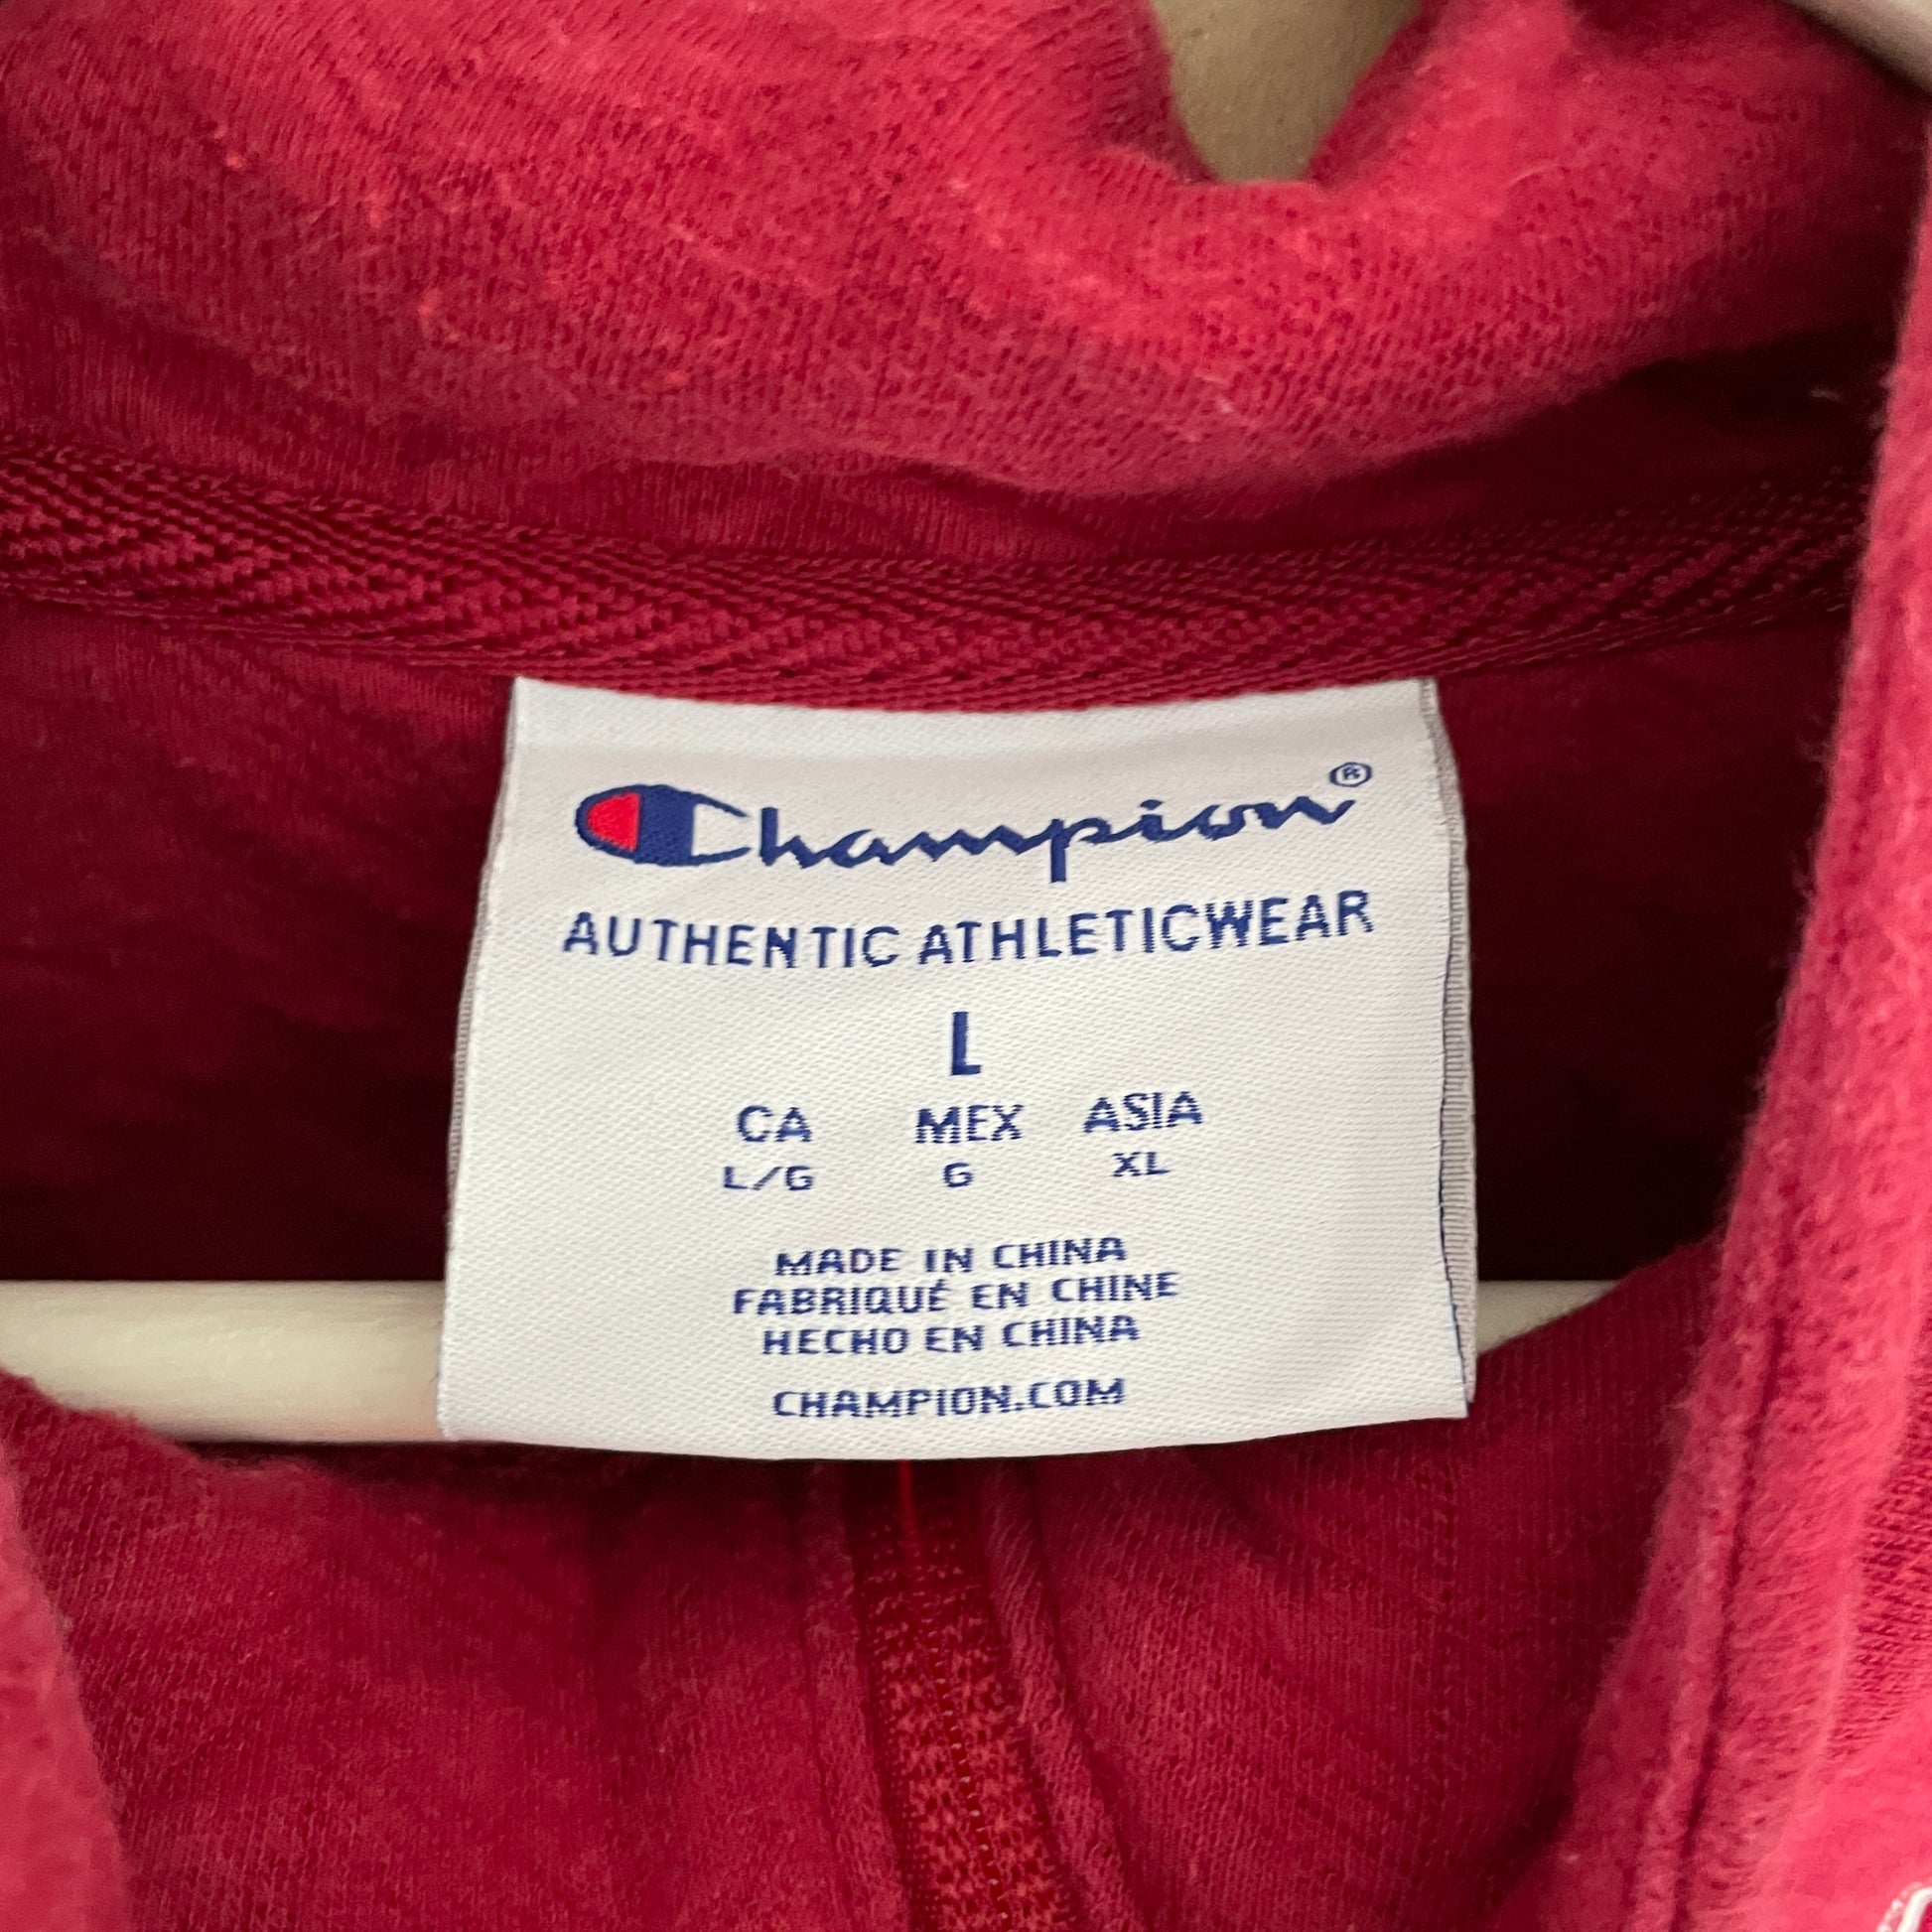 Champion®
AUTHENTIC ATHLETICWEAR
L
CA MEX ASIA
L/G G XL
MADE IN CHINA
FABRIQUÉ EN CHINE
HECHO EN CHINA
CHAMPION.COM